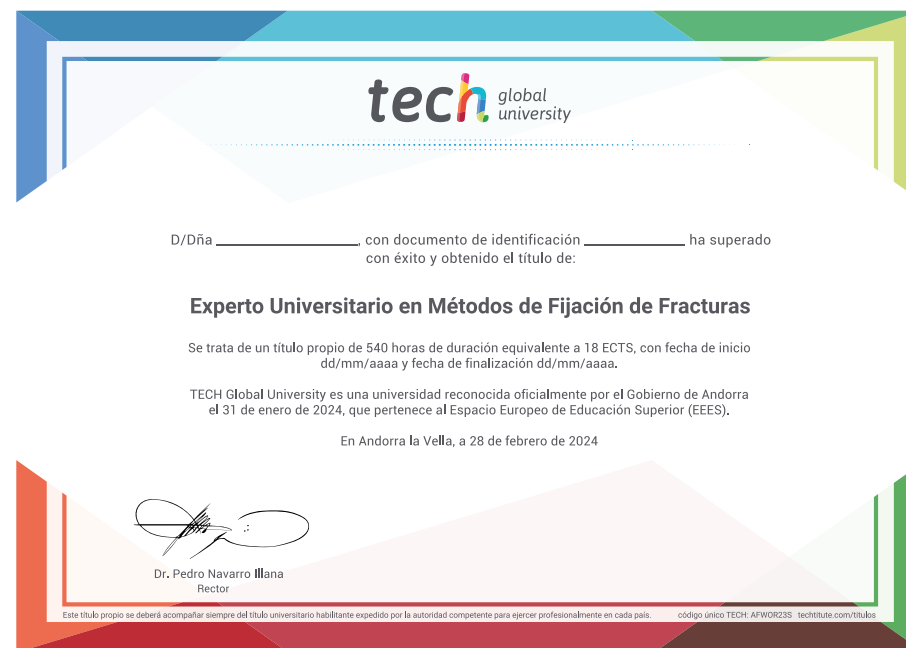 tech global university
D/Dña ____________________, con documento de identificación ______________ ha superado
con éxito y obtenido el título de:
Experto Universitario en Métodos de Fijación de Fracturas
Se trata de un título propio de 540 horas de duración equivalente a 18 ECTS, con fecha de inicio
dd/mm/aaaa y fecha de finalización dd/mm/aaaa.
TECH Global University es una universidad reconocida oficialmente por el Gobierno de Andorra
el 31 de enero de 2024, que pertenece al Espacio Europeo de Educación Superior (EEES).
En Andorra la Vella, a 28 de febrero de 2024
Dr. Pedro Navarro Illana
Rector
Este título propio se deberá acompañar siempre del título universitario habilitante expedido por la autoridad competente para ejercer profesionalmente en cada país. código único TECH: AFWOR23S techtitute.com/titulos